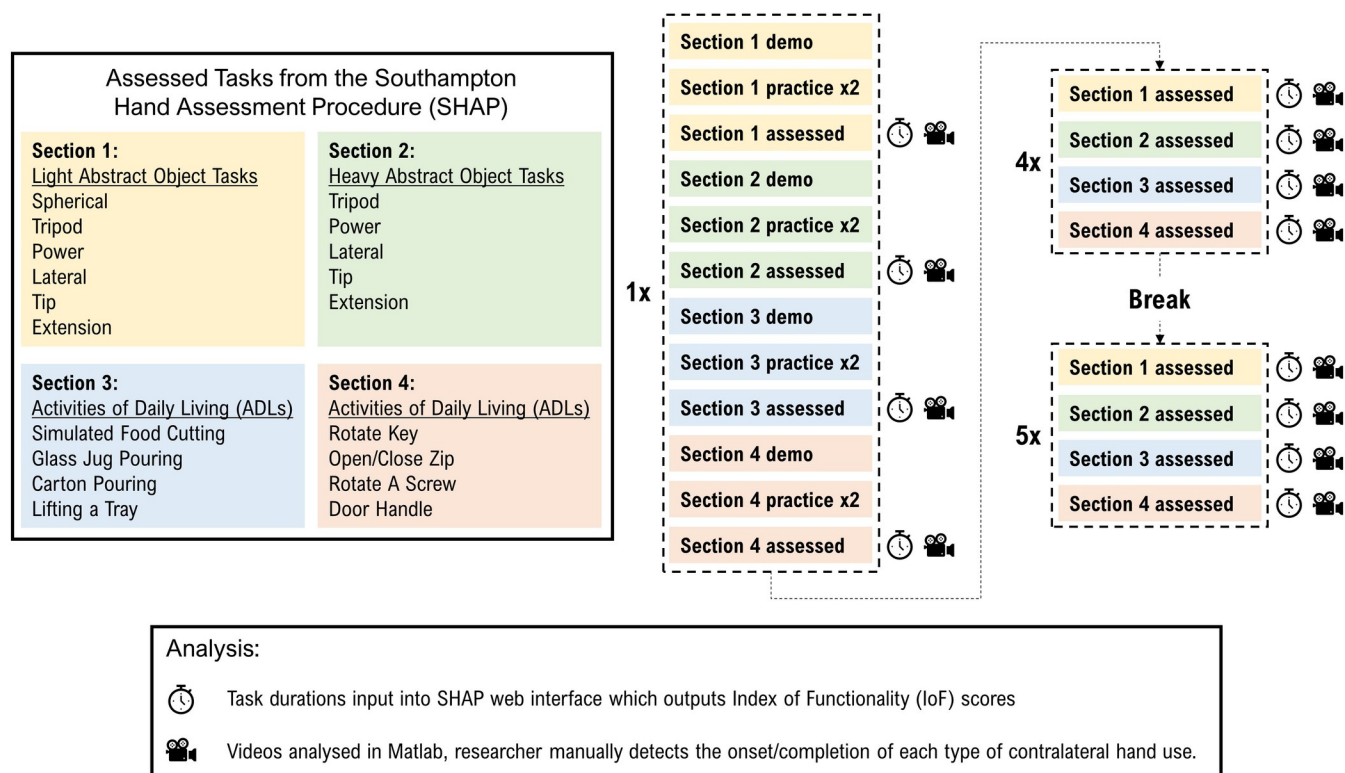 Assessed Tasks from the Southampton
Hand Assessment Procedure (SHAP)
Section 1:
Light Abstract Object Tasks
Spherical
Tripod
Power
Lateral
Tip
Extension
Section 2:
Heavy Abstract Object Tasks
Tripod
Power
Lateral
Tip
Extension
Section 3:
Activities of Daily Living (ADLs)
Simulated Food Cutting
Glass Jug Pouring
Carton Pouring
Lifting a Tray
Section 4:
Activities of Daily Living (ADLs)
Rotate Key
Open/Close Zip
Rotate A Screw
Door Handle
1x
Section 1 demo
Section 1 practice x2
Section 1 assessed
Section 2 demo
Section 2 practice x2
Section 2 assessed
Section 3 demo
Section 3 practice x2
Section 3 assessed
Section 4 demo
Section 4 practice x2
Section 4 assessed
4x
Section 1 assessed
Section 2 assessed
Section 3 assessed
Section 4 assessed
Break
5x
Section 1 assessed
Section 2 assessed
Section 3 assessed
Section 4 assessed
Analysis:
Task durations input into SHAP web interface which outputs Index of Functionality (IoF) scores
Videos analysed in Matlab, researcher manually detects the onset/completion of each type of contralateral hand use.